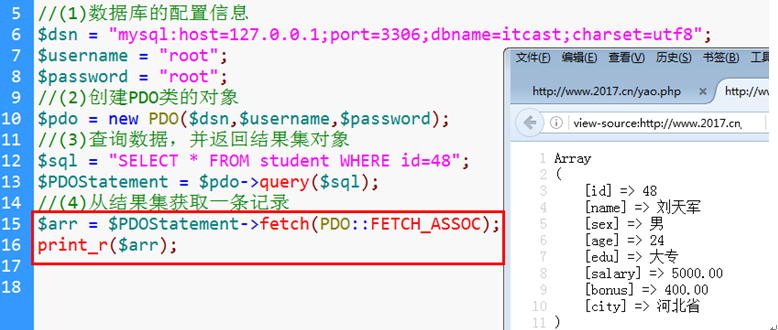 5 //(1)数据库的配置信息
6 $dsn = "mysql:host=127.0.0.1;port=3306;dbname=itcast;charset=utf8";
7 $username = "root";
8 $password = "root";
9 //(2)创建PDO类的对象
10 $pdo = new PDO($dsn,$username,$password);
11 //(3)查询数据，并返回结果集对象
12 $sql = "SELECT * FROM student WHERE id=48";
13 $PDOStatement = $pdo->query($sql);
14 //(4)从结果集获取一条记录
15 $arr = $PDOStatement->fetch(PDO::FETCH_ASSOC);
16 print_r($arr);
17
18
文件(F) 编辑(E) 查看(V) 历史(S) 书签(B)
http://www.2017.cn/yao.php × http://w
view-source:http://www.2017.cn
1 Array
2 (
3 [id] => 48
4 [name] => 刘天军
5 [sex] => 男
6 [age] => 24
7 [edu] => 大专
8 [salary] => 5000.00
9 [bonus] => 400.00
10 [city] => 河北省
11 )